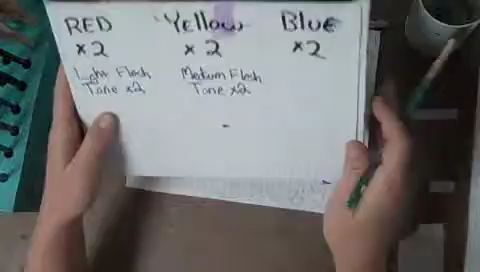 RED Yellow Blue
x2 x2 x2
Light Flesh Medium Flesh
Tone x2 Tone x2